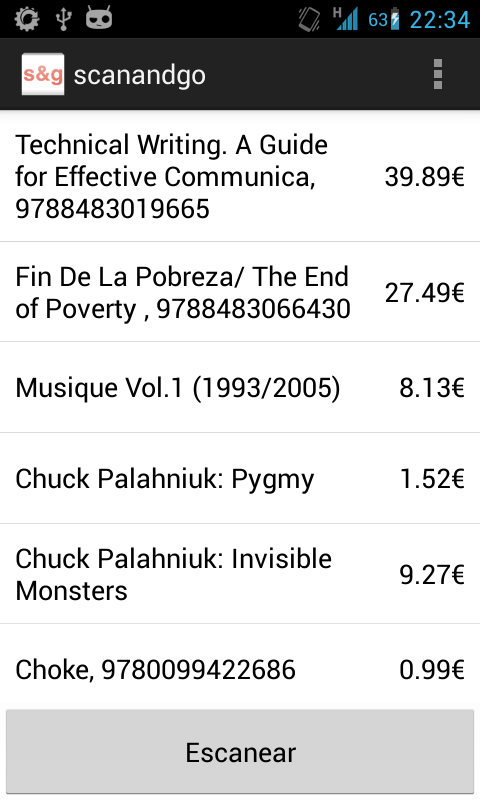 H 63 22:34
s&g scanandgo
Technical Writing. A Guide
for Effective Communica,
9788483019665
39.89€
Fin De La Pobreza/ The End
of Poverty , 9788483066430
27.49€
Musique Vol.1 (1993/2005)
8.13€
Chuck Palahniuk: Pygmy
1.52€
Chuck Palahniuk: Invisible
Monsters
9.27€
Choke, 9780099422686
0.99€
Escanear